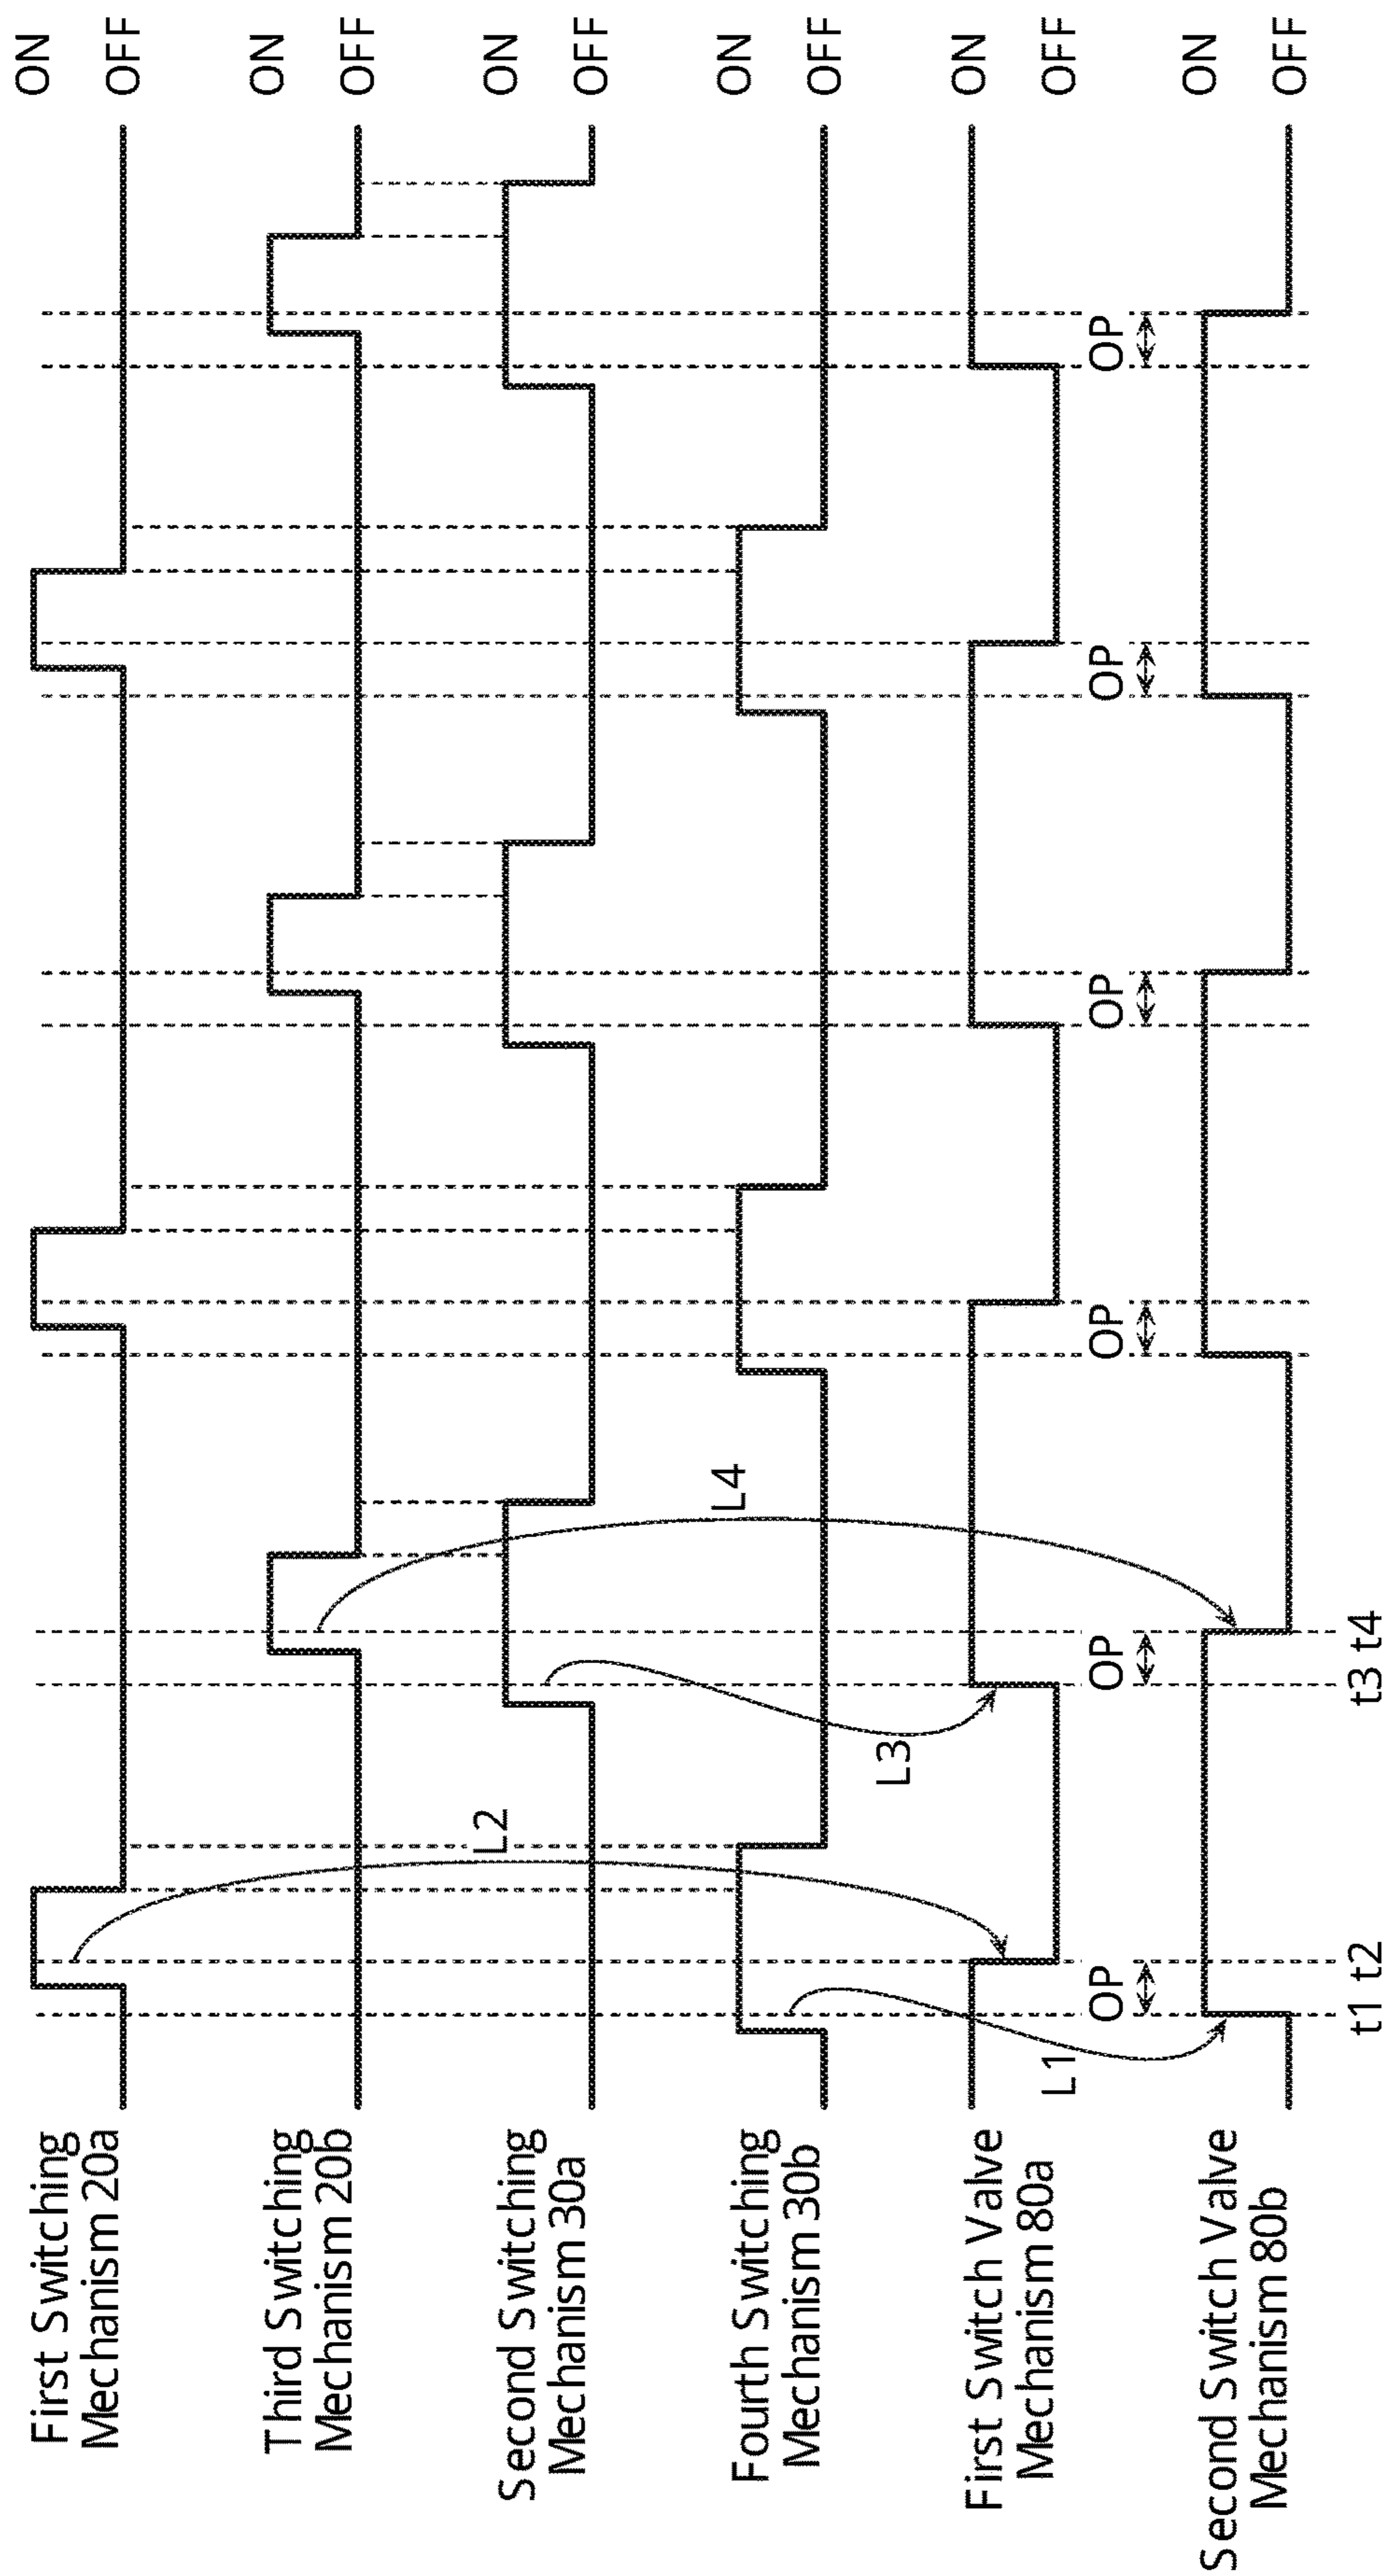 First Switching
Mechanism 20a
ON
OFF
Third Switching
Mechanism 20b
ON
OFF
L2
Second Switching
Mechanism 30a
ON
OFF
L4
Fourth Switching
Mechanism 30b
ON
OFF
L3
First Switch Valve
Mechanism 80a
ON
OFF
L1
OP
OP
OP
OP
OP
OP
Second Switch Valve
Mechanism 80b
ON
OFF
t1 t2
t3 t4